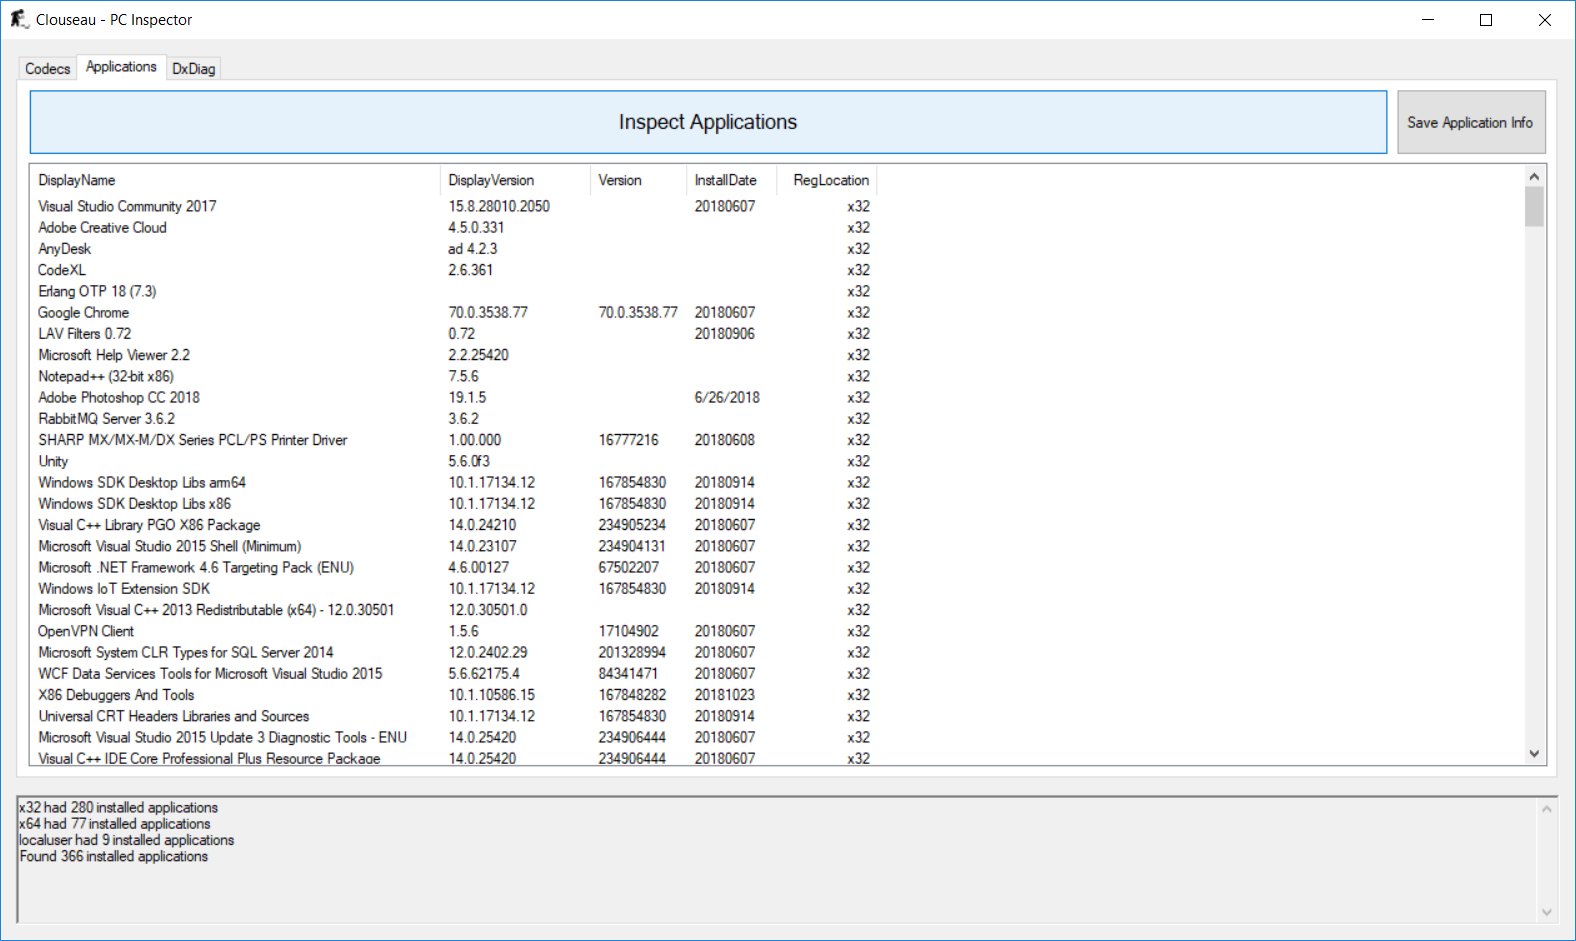 Clouseau - PC Inspector
Codecs Applications DxDiag
Inspect Applications Save Application Info
DisplayName DisplayVersion Version InstallDate RegLocation
Visual Studio Community 2017 15.8.28010.2050 20180607 x32
Adobe Creative Cloud 4.5.0.331 x32
AnyDesk ad 4.2.3 x32
CodeXL 2.6.361 x32
Erlang OTP 18 (7.3) x32
Google Chrome 70.0.3538.77 70.0.3538.77 20180607 x32
LAV Filters 0.72 0.72 20180906 x32
Microsoft Help Viewer 2.2 2.2.25420 x32
Notepad++ (32-bit x86) 7.5.6 x32
Adobe Photoshop CC 2018 19.1.5 6/26/2018 x32
RabbitMQ Server 3.6.2 3.6.2 x32
SHARP MX/MX-M/DX Series PCL/PS Printer Driver 1.00.000 16777216 20180608 x32
Unity 5.6.0f3 x32
Windows SDK Desktop Libs arm64 10.1.17134.12 167854830 20180914 x32
Windows SDK Desktop Libs x86 10.1.17134.12 167854830 20180914 x32
Visual C++ Library PGO X86 Package 14.0.24210 234905234 20180607 x32
Microsoft Visual Studio 2015 Shell (Minimum) 14.0.23107 234904131 20180607 x32
Microsoft .NET Framework 4.6 Targeting Pack (ENU) 4.6.00127 67502207 20180607 x32
Windows IoT Extension SDK 10.1.17134.12 167854830 20180914 x32
Microsoft Visual C++ 2013 Redistributable (x64) - 12.0.30501 12.0.30501.0 x32
OpenVPN Client 1.5.6 17104902 20180607 x32
Microsoft System CLR Types for SQL Server 2014 12.0.2402.29 201328994 20180607 x32
WCF Data Services Tools for Microsoft Visual Studio 2015 5.6.62175.4 84341471 20180607 x32
X86 Debuggers And Tools 10.1.10586.15 167848282 20181023 x32
Universal CRT Headers Libraries and Sources 10.1.17134.12 167854830 20180914 x32
Microsoft Visual Studio 2015 Update 3 Diagnostic Tools - ENU 14.0.25420 234906444 20180607 x32
Visual C++ IDE Core Professional Plus Resource Package 14.0.25420 234906444 20180607 x32
x32 had 280 installed applications
x64 had 77 installed applications
localuser had 9 installed applications
Found 366 installed applications